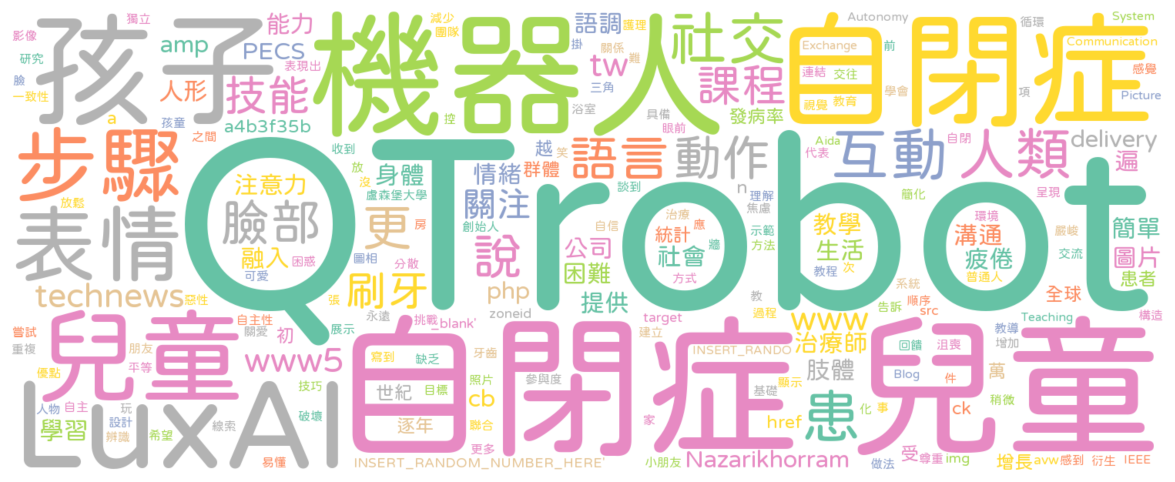 孩子
機器人
自閉症
社交
課程
技能
步驟
QTrobot
語言
動作
互動
人類
表情
臉部
兒童
LuxAI
自閉症兒童
患
說
更
刷牙
關注
情緒
語調
能力
PECS
amp
人形
a4b3f35b
tw
發病率
delivery
遍
簡單
圖片
患者
溝通
疲倦
全球
教學
生活
社會
統計
公司
困難
提供
php
zoneid
technews
融入
注意力
身體
群體
越
www
治療師
肢體
萬
ck
增長
受
尊重
img
avw
感到
衍生
IEEE
href
cb
世紀
逐年
www5
初
學習
Nazarikhorram
INSERT_RANDOM_NUMBER_HERE`
INSERT_RANDO
_blank`
target
獨立
影像
研究
臉
一致性
a
孩童
之間
表現出
減少
團隊
護理
掛
關係
難
三角
浴室
具備
眼前
控
收到
放
沒
笑
盧森堡大學
創始人
談到
自信
治療
應
牆
示範
方法
焦慮
理解
Aida
代表
自閉
視覺
教育
連結
交往
Exchange
Autonomy
前
學會
循環
項
System
Communication
感覺
Picture
簡化
環境
呈現
嚴峻
交流
普通人
n
教程
次
方式
教
過程
系統
告訴
順序
src
Teaching
構造
教導
增加
回饋
沮喪
Blog
件
稍微
顯示
建立
基礎
化
事
家
小朋友
做法
放鬆
房
可愛
困惑
圖相
分散
惡性
自主性
關愛
張
永遠
展示
挑戰
嘗試
重複
朋友
平等
優點
人物
自主
玩
設計
辨識
希望
線索
技巧
破壞
易懂
寫到
缺乏
牙齒
目標
照片
參與度
聯合
更多